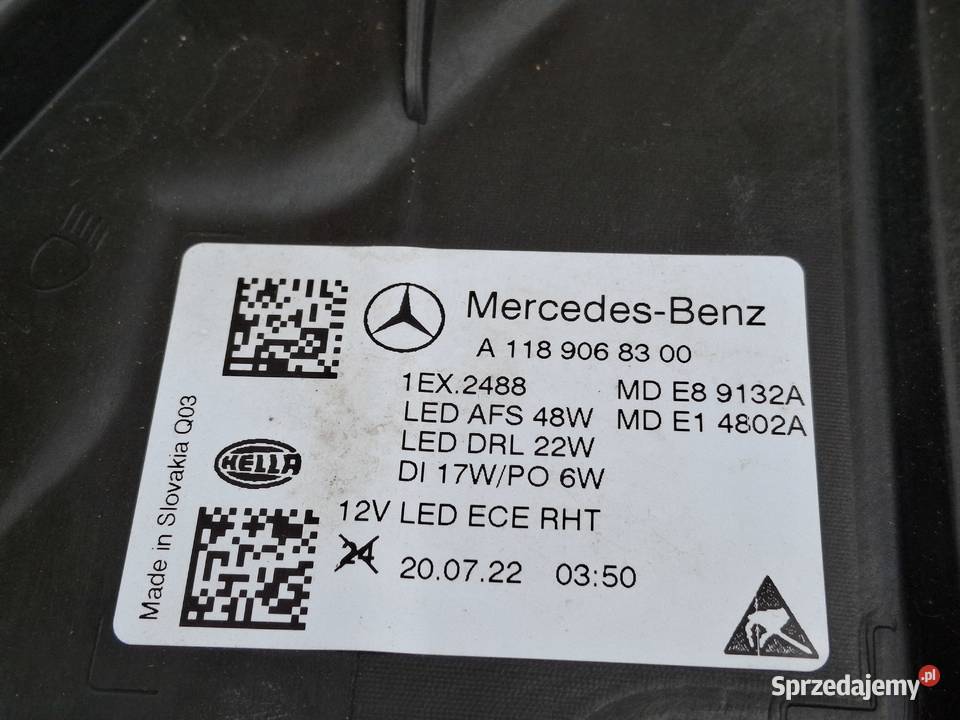 Mercedes-Benz
A 118 906 83 00
1EX.2488 MD E8 9132A
LED AFS 48W MD E1 4802A
LED DRL 22W
DI 17W/PO 6W
12V LED ECE RHT
24 20.07.22 03:50
HELLA
Made in Slovakia Q03
Sprzedajemy.pl